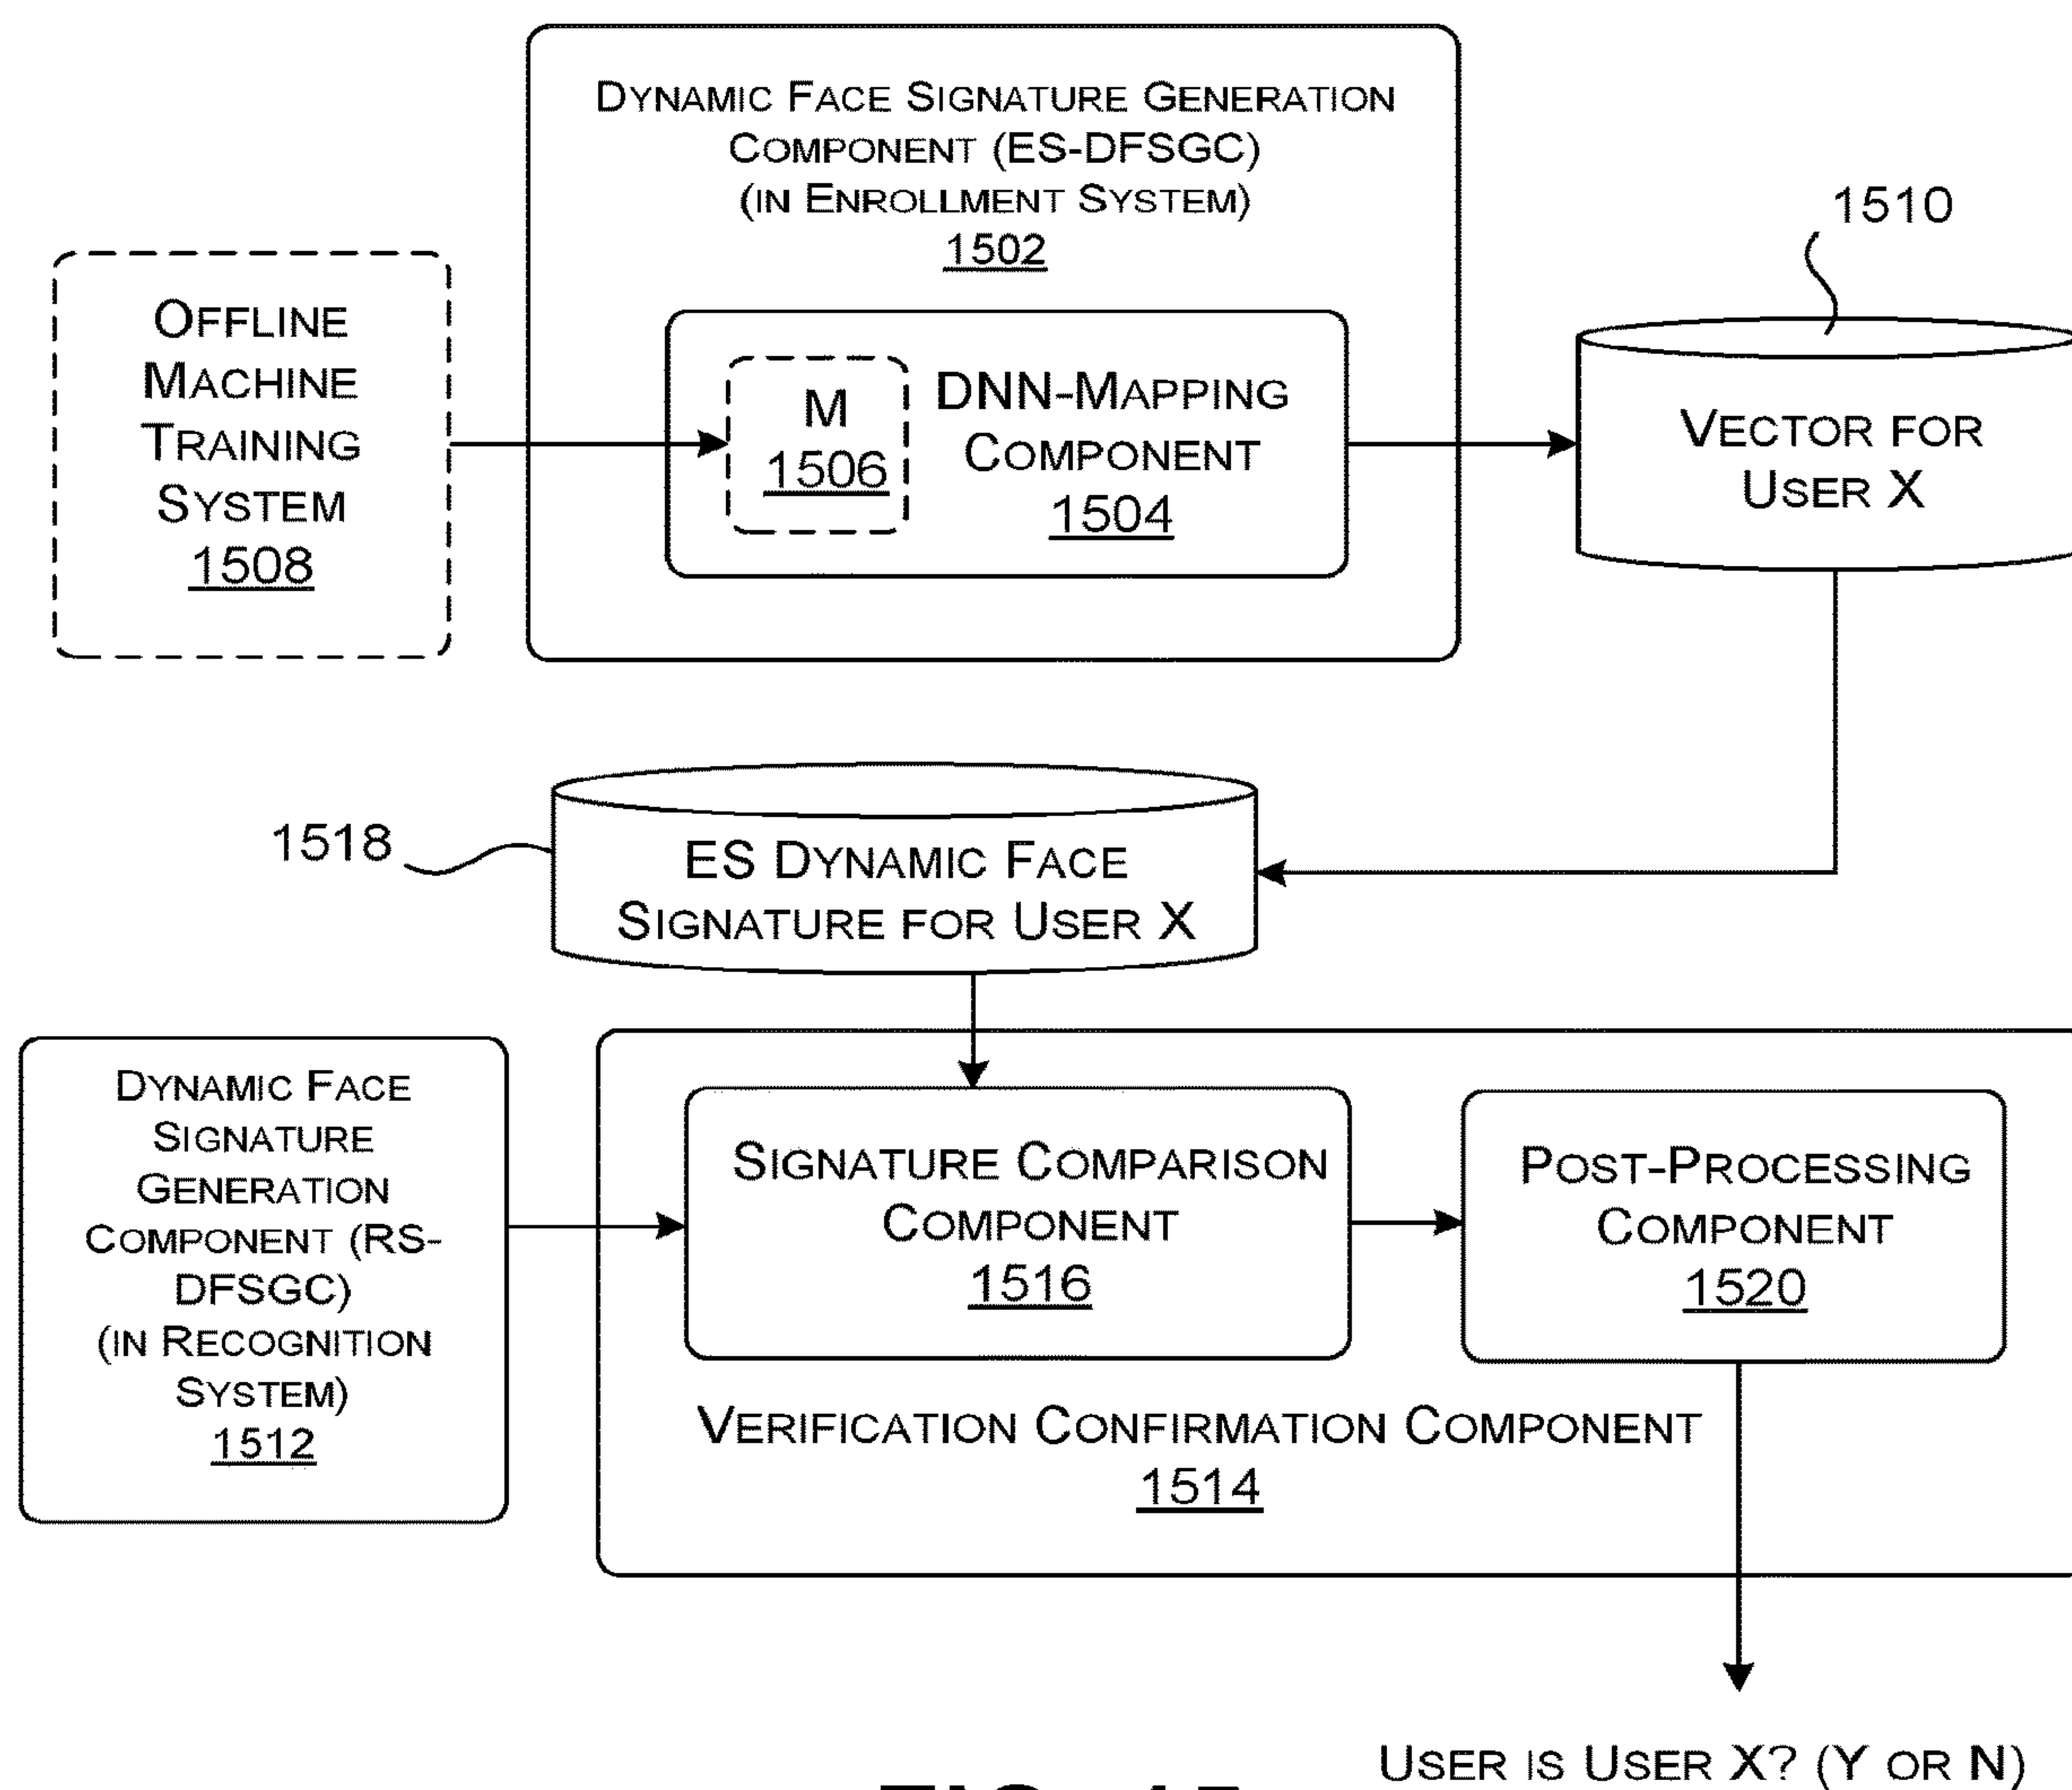 Dynamic Face Signature Generation
Component (ES-DFSGC)
(in Enrollment System)
1502
1510
Offline
Machine
Training
System
1508
M
1506
DNN-Mapping
Component
1504
Vector for
User X
1518
ES Dynamic Face
Signature for User X
Dynamic Face
Signature
Generation
Component (RS-
DFSGC)
(in Recognition
System)
1512
Signature Comparison
Component
1516
Post-Processing
Component
1520
Verification Confirmation Component
1514
User is User X? (Y or N)